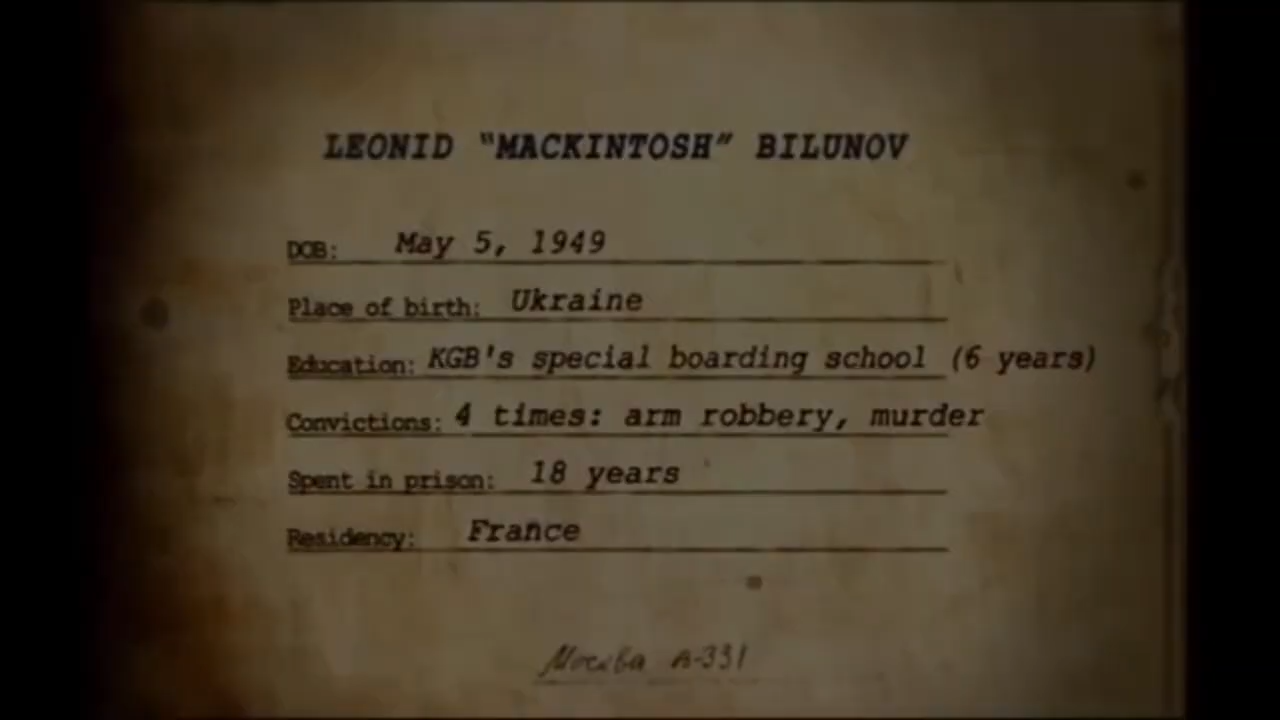 LEONID “MACKINTOSH” BILUNOV
DOB: May 5, 1949
Place of birth: Ukraine
Education: KGB's special boarding school (6 years)
Convictions: 4 times: arm robbery, murder
Spent in prison: 18 years
Residency: France
Москва А-331